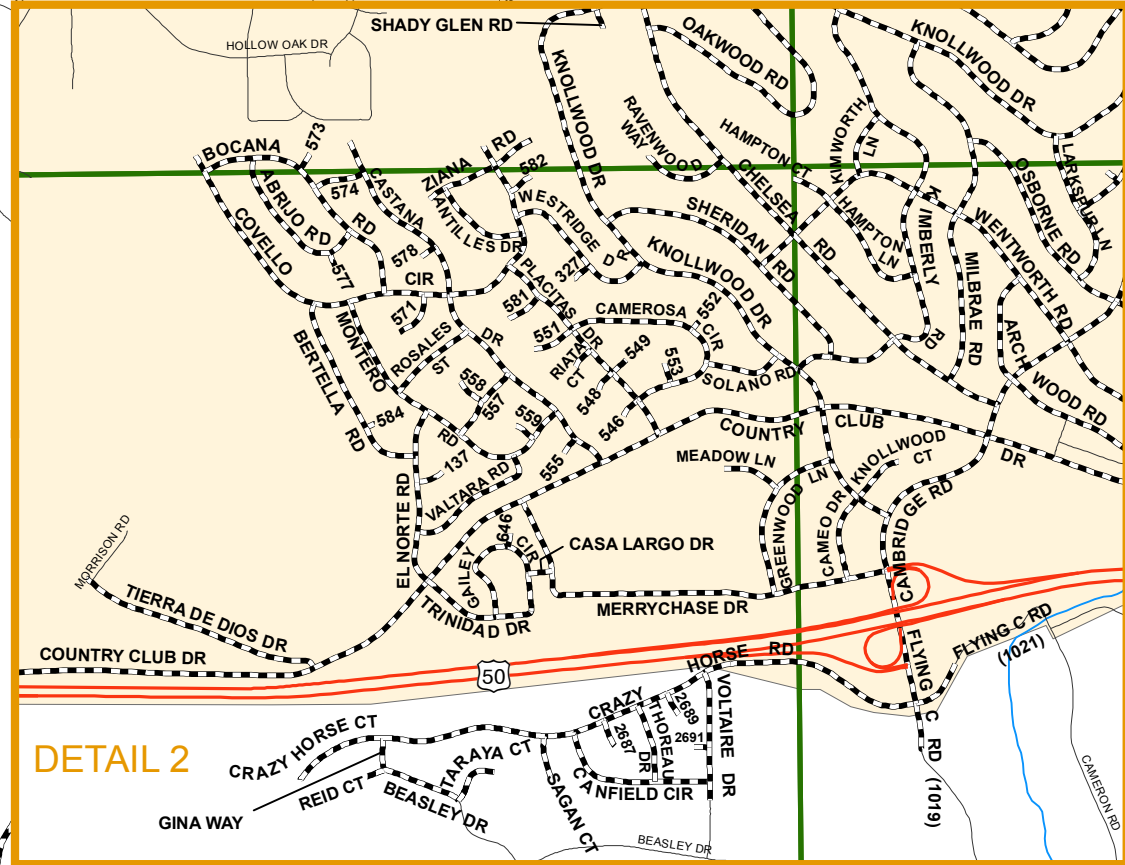 SHADY GLEN RD
HOLLOW OAK DR
OAKWOOD RD
KNOLLWOOD DR
KNOLLWOOD DR
RAVENWOOD WAY
HAMPTON CT
KIMWORTH LN
LARKSPUR LN
OSBORNE RD
BOCANA RD
573
574
ABRIJO RD
CASTANA
ZIANA RD
582
ANTILLES DR
WESTRIDGE DR
CHELSEA RD
SHERIDAN RD
HAMPTON LN
KIMBERLY RD
WENTWORTH RD
MILBRAE RD
COVELLO CIR
577
578
571
327
PLACITAS DR
581
551
KNOLLWOOD DR
CAMEROSA CIR
552
ARCHWOOD RD
BERTELLA RD
MONTERO RD
ROSALES ST
DR
RIATA CT
549
553
548
546
SOLANO RD
558
557
559
555
584
137
COUNTRY CLUB DR
MEADOW LN
KNOLLWOOD CT
EL NORTE RD
VALTARA RD
GREENWOOD LN
CAMEO DR
CAMBRIDGE RD
646
GAILEY CIR
CASA LARGO DR
MORRISON RD
TIERRA DE DIOS DR
TRINIDAD DR
MERRYCHASE DR
COUNTRY CLUB DR
50
CRAZY HORSE RD
FLYING C RD
(1021)
FLYING C RD (1019)
DETAIL 2
CRAZY HORSE CT
2689
2687
2691
THOREAU DR
VOLTAIRE DR
TARAYA CT
REID CT
BEASLEY DR
CANFIELD CIR
SAGAN CT
GINA WAY
BEASLEY DR
CAMERON RD